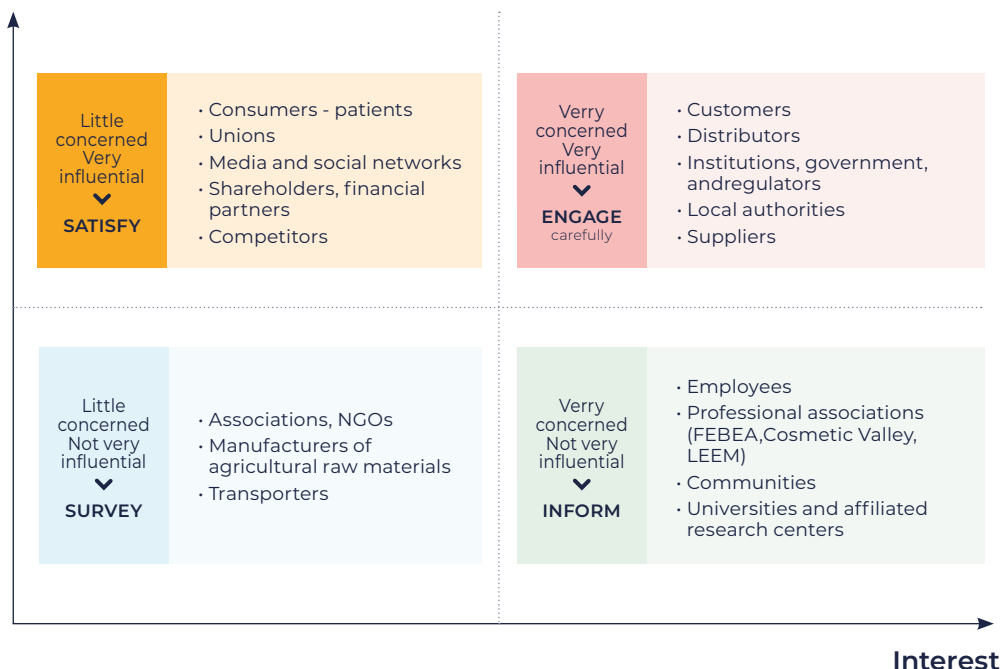 Little
concerned
Very
influential
SATISFY
· Consumers - patients
· Unions
· Media and social networks
· Shareholders, financial
partners
· Competitors
Verry
concerned
Very
influential
ENGAGE
carefully
· Customers
· Distributors
· Institutions, government,
andregulators
· Local authorities
· Suppliers
Little
concerned
Not very
influential
SURVEY
· Associations, NGOs
· Manufacturers of
agricultural raw materials
· Transporters
Verry
concerned
Not very
influential
INFORM
· Employees
· Professional associations
(FEBEA,Cosmetic Valley,
LEEM)
· Communities
· Universities and affiliated
research centers
Interest